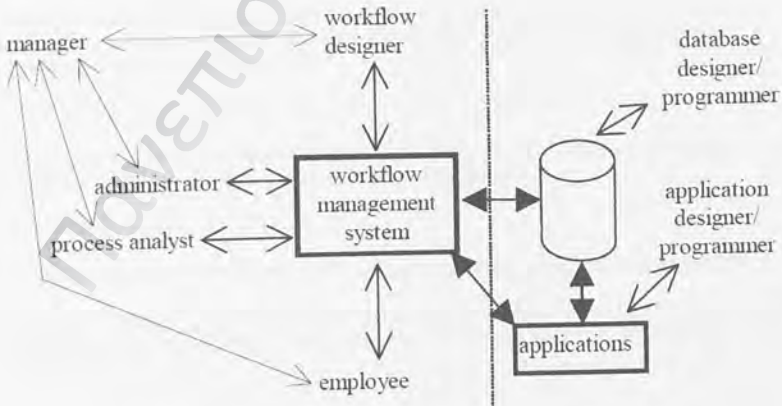 workflow
designer
manager
database
designer/
programmer
administrator
workflow
management
system
application
designer/
programmer
process analyst
applications
employee